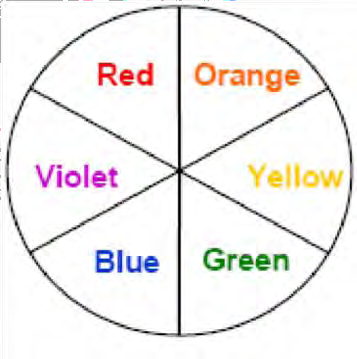 Red Orange
Violet Yellow
Blue Green